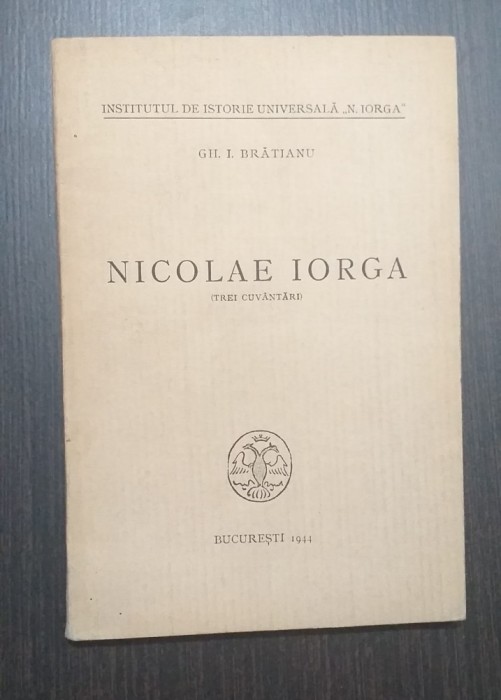 INSTITUTUL DE ISTORIE UNIVERSALĂ „N. IORGA"
GH. I. BRĂTIANU
NICOLAE IORGA
(TREI CUVÂNTĂRI)
BUCUREȘTI 1944